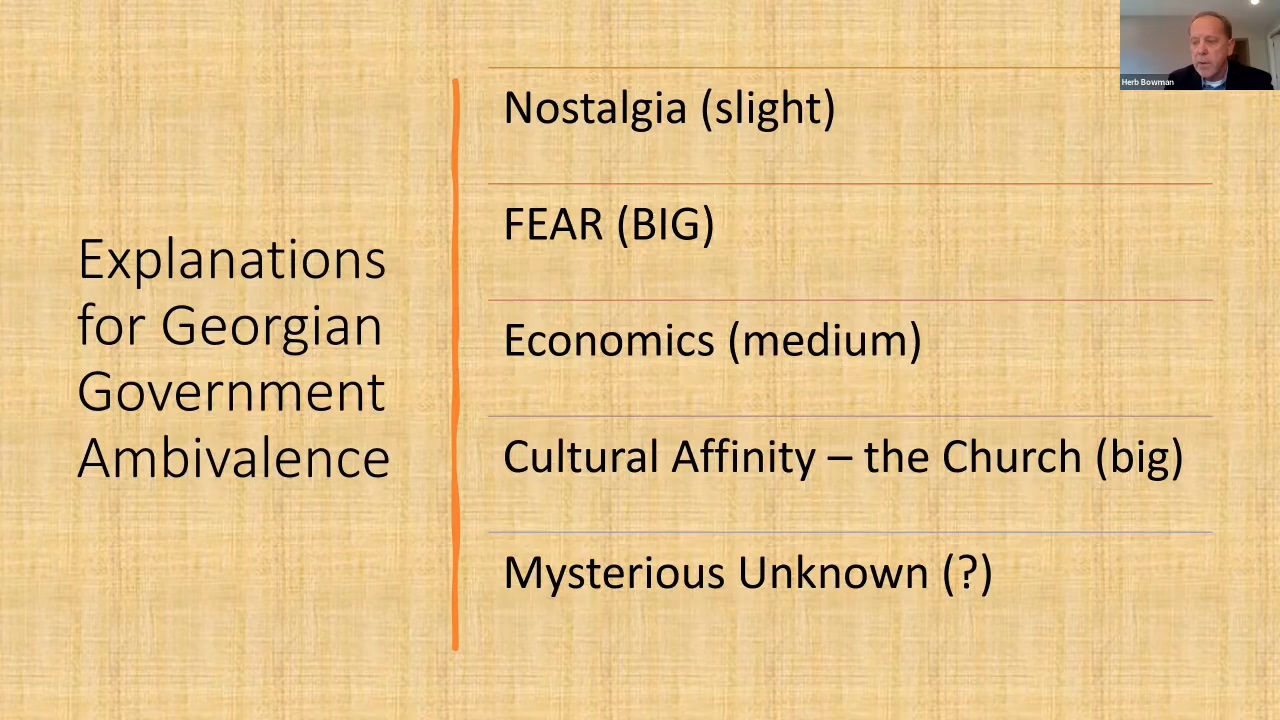 Herb Bowman
Explanations
for Georgian
Government
Ambivalence
Nostalgia (slight)
FEAR (BIG)
Economics (medium)
Cultural Affinity – the Church (big)
Mysterious Unknown (?)